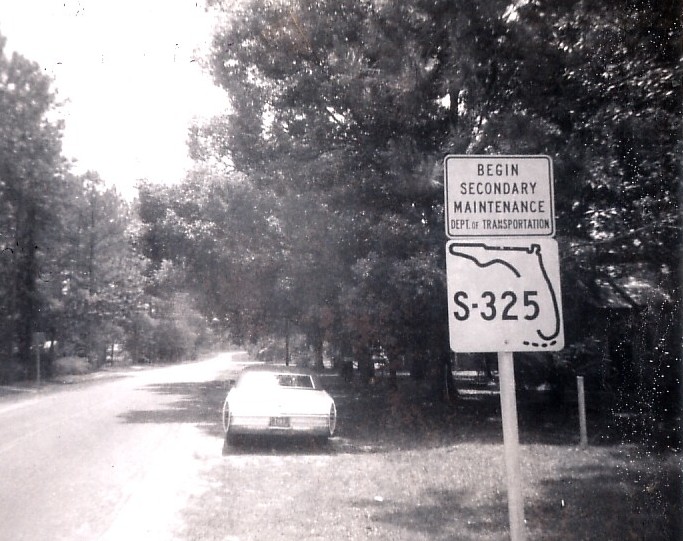 BEGIN
SECONDARY
MAINTENANCE
DEPT. OF TRANSPORTATION
S-325